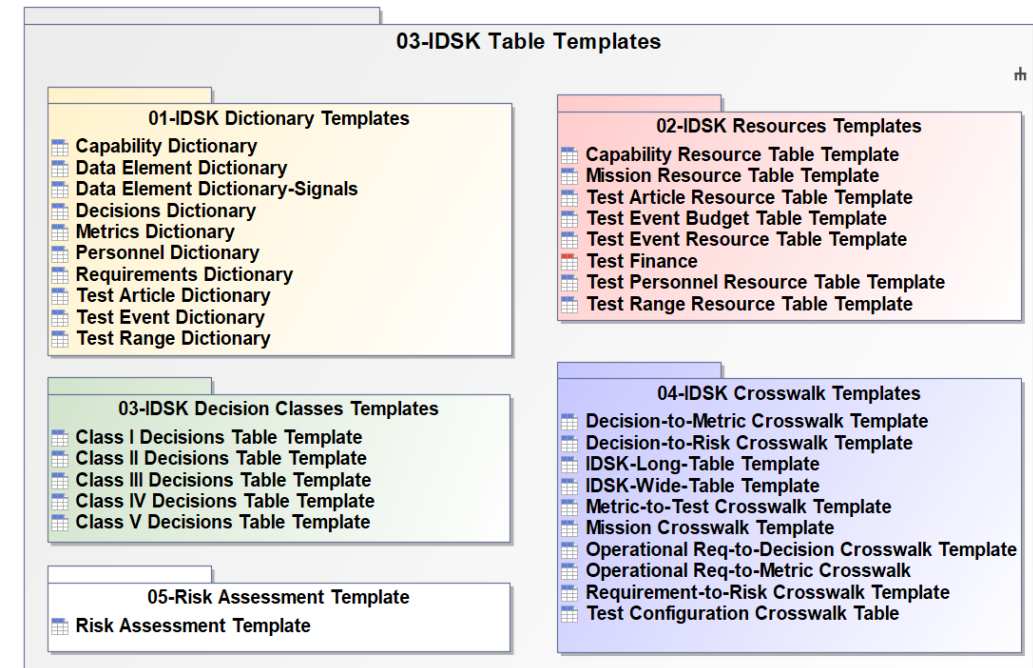 03-IDSK Table Templates
01-IDSK Dictionary Templates
Capability Dictionary
Data Element Dictionary
Data Element Dictionary-Signals
Decisions Dictionary
Metrics Dictionary
Personnel Dictionary
Requirements Dictionary
Test Article Dictionary
Test Event Dictionary
Test Range Dictionary
02-IDSK Resources Templates
Capability Resource Table Template
Mission Resource Table Template
Test Article Resource Table Template
Test Event Budget Table Template
Test Event Resource Table Template
Test Finance
Test Personnel Resource Table Template
Test Range Resource Table Template
03-IDSK Decision Classes Templates
Class I Decisions Table Template
Class II Decisions Table Template
Class III Decisions Table Template
Class IV Decisions Table Template
Class V Decisions Table Template
04-IDSK Crosswalk Templates
Decision-to-Metric Crosswalk Template
Decision-to-Risk Crosswalk Template
IDSK-Long-Table Template
IDSK-Wide-Table Template
Metric-to-Test Crosswalk Template
Mission Crosswalk Template
Operational Req-to-Decision Crosswalk Template
Operational Req-to-Metric Crosswalk
Requirement-to-Risk Crosswalk Template
Test Configuration Crosswalk Table
05-Risk Assessment Template
Risk Assessment Template